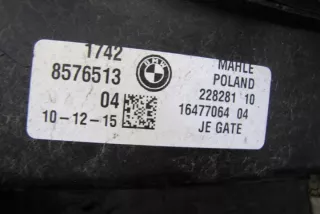 1742
8576513
04
10-12-15
BMW
MAHLE
POLAND
228281 10
16477064 04
JE GATE